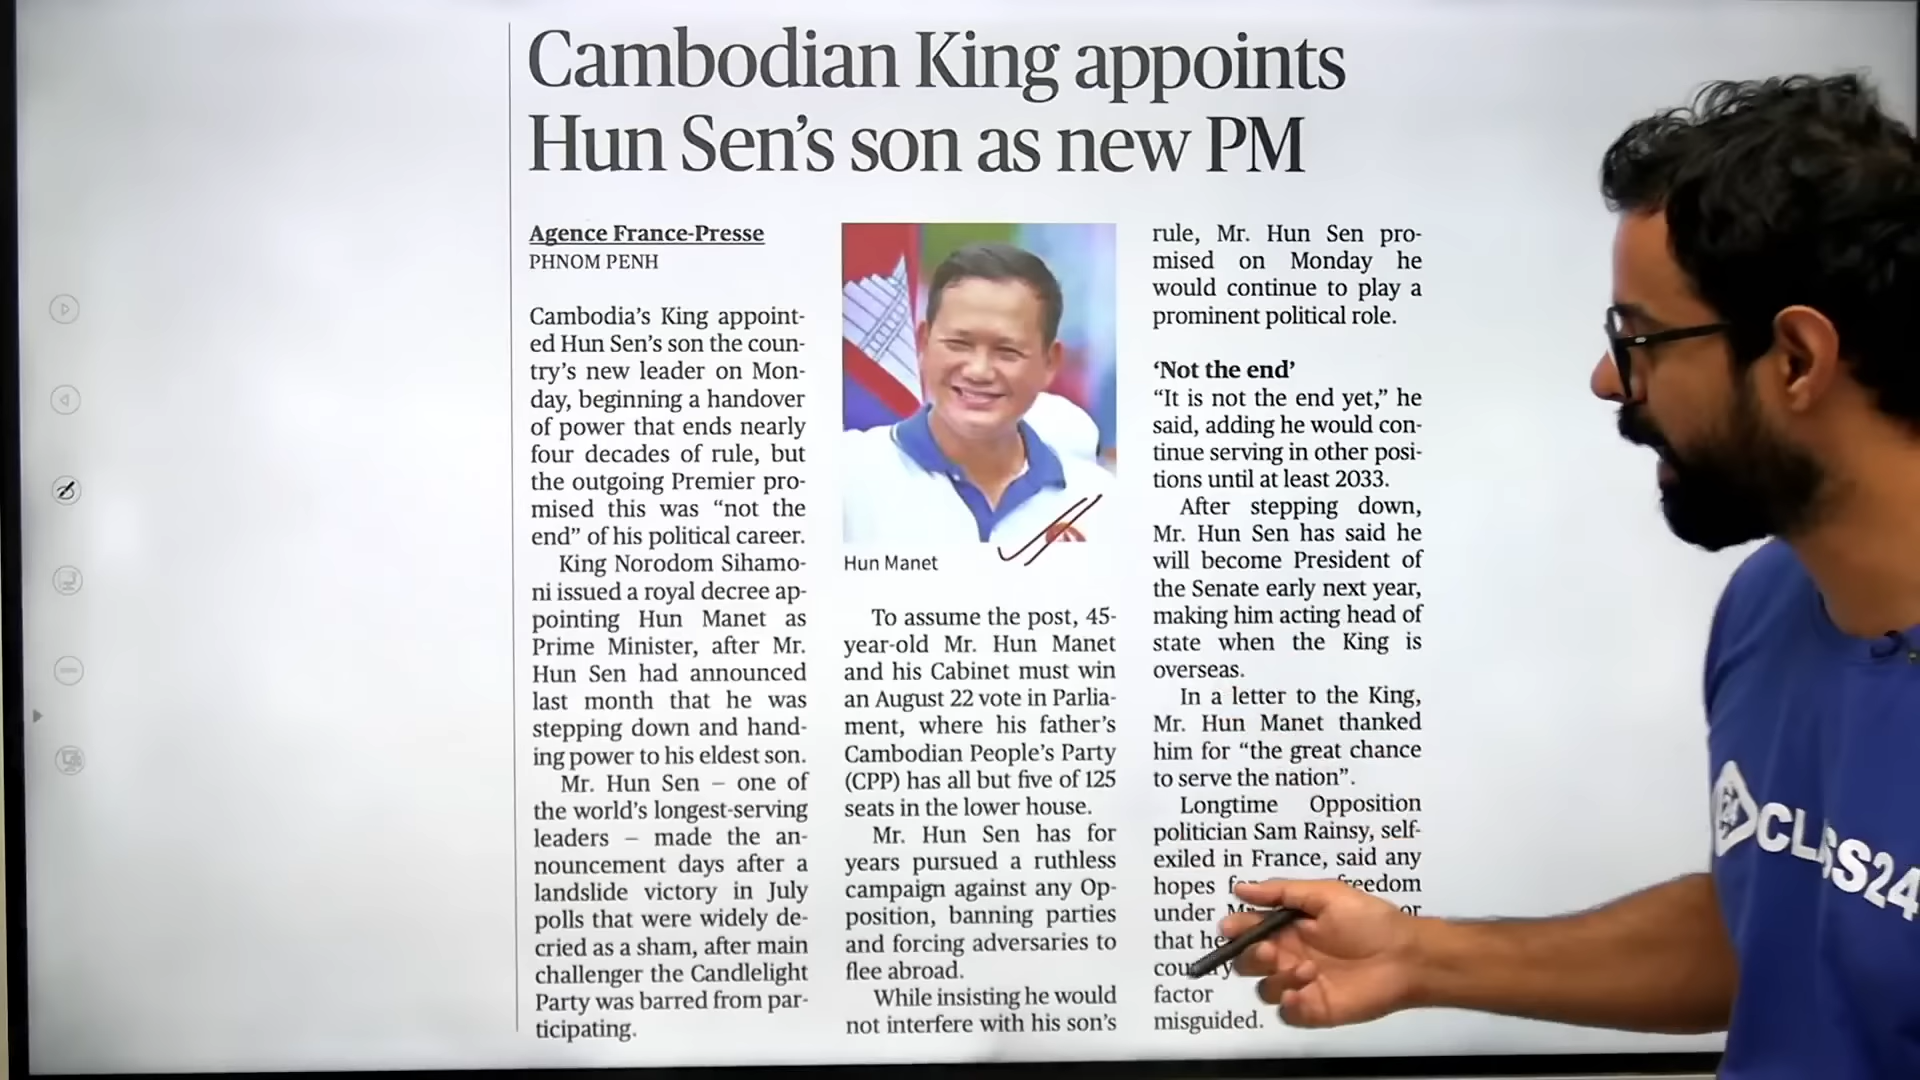 Cambodian King appoints
Hun Sen's son as new PM
Agence France-Presse
PHNOM PENH
Cambodia's King appoint-
ed Hun Sen's son the coun-
try's new leader on Mon-
day, beginning a handover
of power that ends nearly
four decades of rule, but
the outgoing Premier pro-
mised this was “not the
end” of his political career.
King Norodom Sihamo-
ni issued a royal decree ap-
pointing Hun Manet as
Prime Minister, after Mr.
Hun Sen had announced
last month that he was
stepping down and hand-
ing power to his eldest son.
Mr. Hun Sen – one of
the world's longest-serving
leaders – made the an-
nouncement days after a
landslide victory in July
polls that were widely de-
cried as a sham, after main
challenger the Candlelight
Party was barred from par-
ticipating.
Hun Manet
To assume the post, 45-
year-old Mr. Hun Manet
and his Cabinet must win
an August 22 vote in Parlia-
ment, where his father's
Cambodian People's Party
(CPP) has all but five of 125
seats in the lower house.
Mr. Hun Sen has for
years pursued a ruthless
campaign against any Op-
position, banning parties
and forcing adversaries to
flee abroad.
While insisting he would
not interfere with his son's
rule, Mr. Hun Sen pro-
mised on Monday he
would continue to play a
prominent political role.
‘Not the end’
“It is not the end yet,” he
said, adding he would con-
tinue serving in other posi-
tions until at least 2033.
After stepping down,
Mr. Hun Sen has said he
will become President of
the Senate early next year,
making him acting head of
state when the King is
overseas.
In a letter to the King,
Mr. Hun Manet thanked
him for “the great chance
to serve the nation”.
Longtime Opposition
politician Sam Rainsy, self-
exiled in France, said any
hopes
under
that he
factor
misguided.
CLASS24